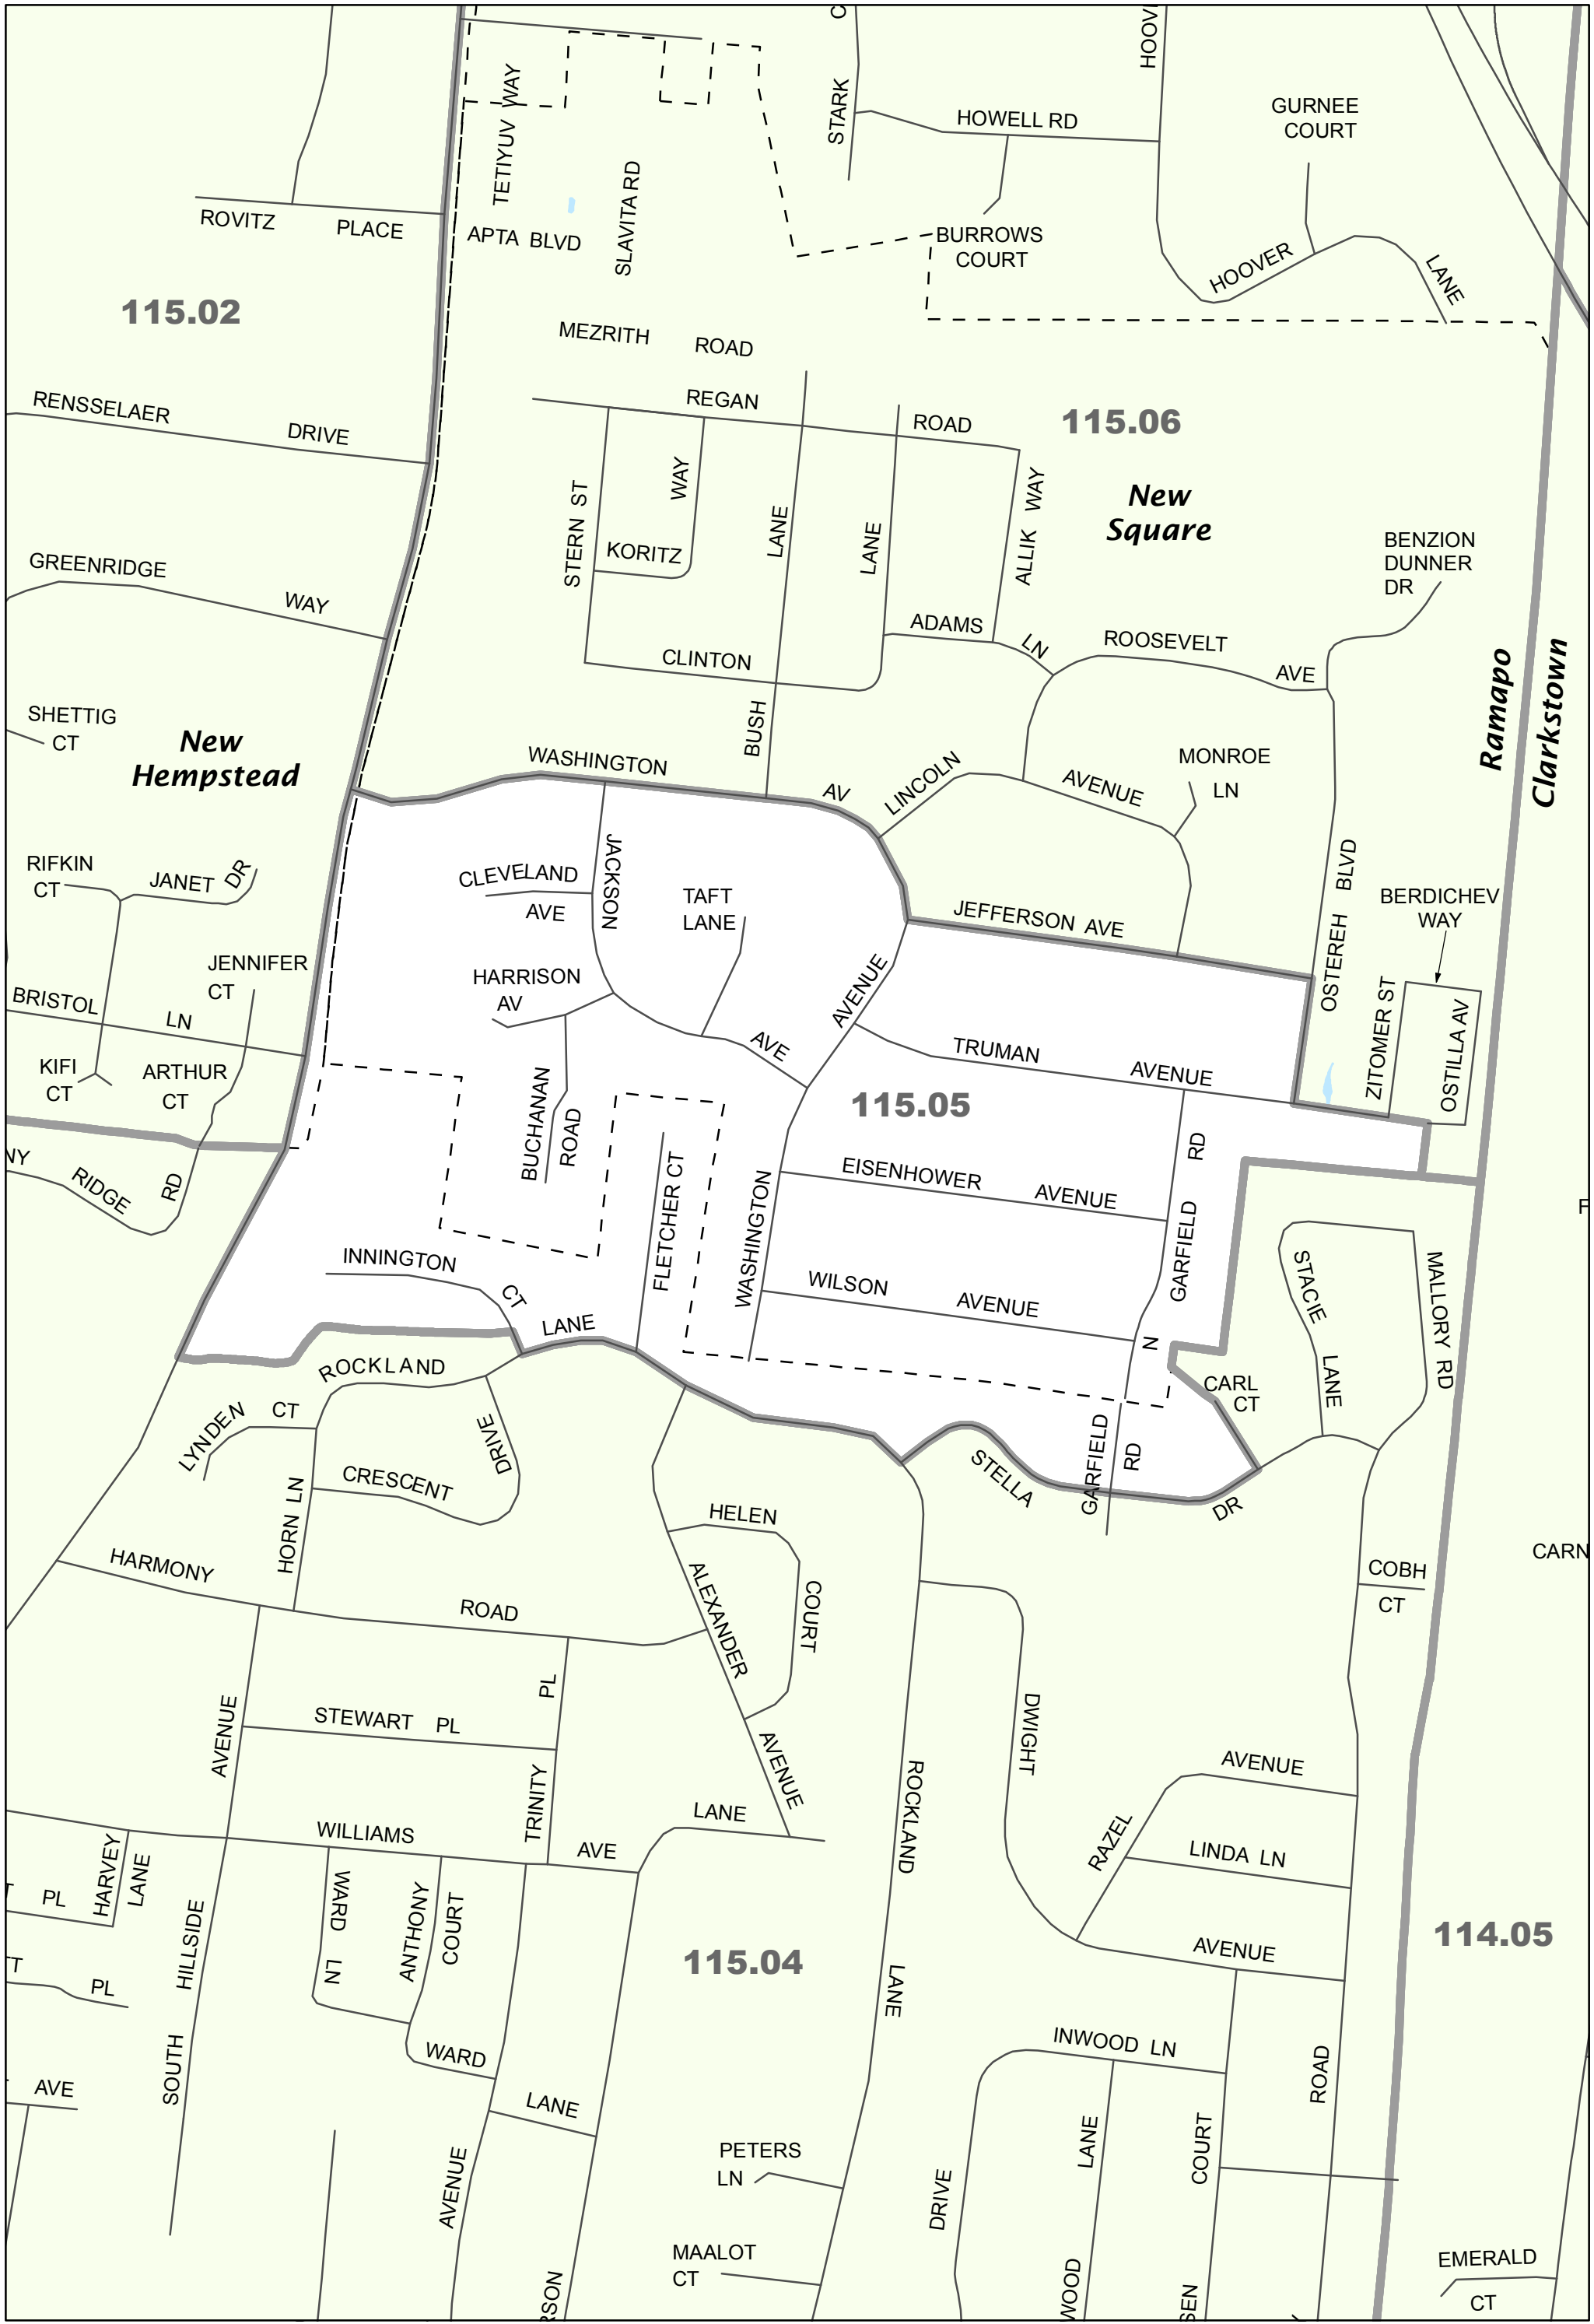 C
HOOV
STARK
TETIYUV WAY
HOWELL RD
GURNEE
COURT
SLAVITA RD
ROVITZ PLACE
APTA BLVD
BURROWS
COURT
HOOVER LANE
115.02
MEZRITH ROAD
RENSSELAER DRIVE
REGAN ROAD
115.06
WAY
STERN ST
KORITZ
LANE
LANE
ALLIK WAY
New
Square
BENZION
DUNNER
DR
GREENRIDGE WAY
ADAMS LN
ROOSEVELT AVE
CLINTON
Ramapo
Clarkstown
SHETTIG
CT
New
Hempstead
BUSH
WASHINGTON AV
LINCOLN AVENUE
MONROE
LN
RIFKIN
CT
JANET DR
CLEVELAND
AVE
JACKSON
TAFT
LANE
JEFFERSON AVE
OSTEREH BLVD
BERDICHEV
WAY
JENNIFER
CT
HARRISON
AV
AVENUE
BRISTOL LN
AVE
TRUMAN AVENUE
ZITOMER ST
OSTILLA AV
KIFI
CT
ARTHUR
CT
BUCHANAN
ROAD
115.05
RD
NY
RIDGE
RD
FLETCHER CT
EISENHOWER AVENUE
F
WASHINGTON
GARFIELD
INNINGTON CT
WILSON AVENUE
STACIE
LANE
MALLORY RD
LANE
N
ROCKLAND
CARL
CT
LYNDEN CT
DRIVE
CRESCENT
STELLA
DR
GARFIELD
RD
HORN LN
HELEN
COURT
HARMONY
ROAD
ALEXANDER
AVENUE
COBH
CT
CARN
PL
AVENUE
STEWART PL
DWIGHT
TRINITY
AVENUE
ROCKLAND
LANE
WILLIAMS AVE
RAZEL
LINDA LN
HARVEY
LANE
PL
WARD
LN
ANTHONY
COURT
HILLSIDE
115.04
AVENUE
114.05
T
PL
LANE
SOUTH
WARD
INWOOD LN
ROAD
AVE
LANE
LANE
COURT
PETERS
LN
AVENUE
DRIVE
MAALOT
CT
EMERALD
CT
RSON
WOOD
SEN